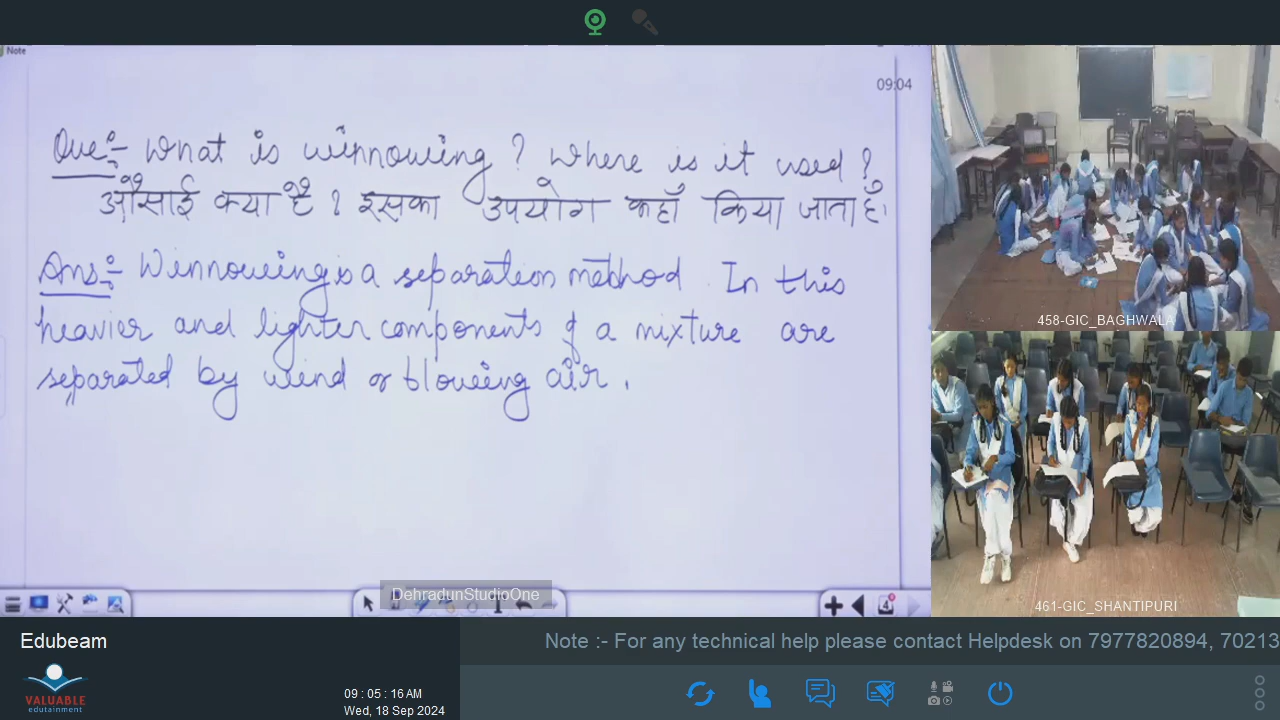 Note
09:04
Que:- What is winnowing? Where is it used?
औसाई क्या है? इसका उपयोग कहाँ किया जाता है।
Ans:- Winnowing is a separation method. In this
heavier and lighter components of a mixture are
separated by wind or blowing air.
DehradunStudioOne
4
458-GIC_BAGHWALA
461-GIC_SHANTIPURI
Edubeam
Note :- For any technical help please contact Helpdesk on 7977820894, 70213
VALUABLE
edutainment
09 : 05 : 16 AM
Wed, 18 Sep 2024